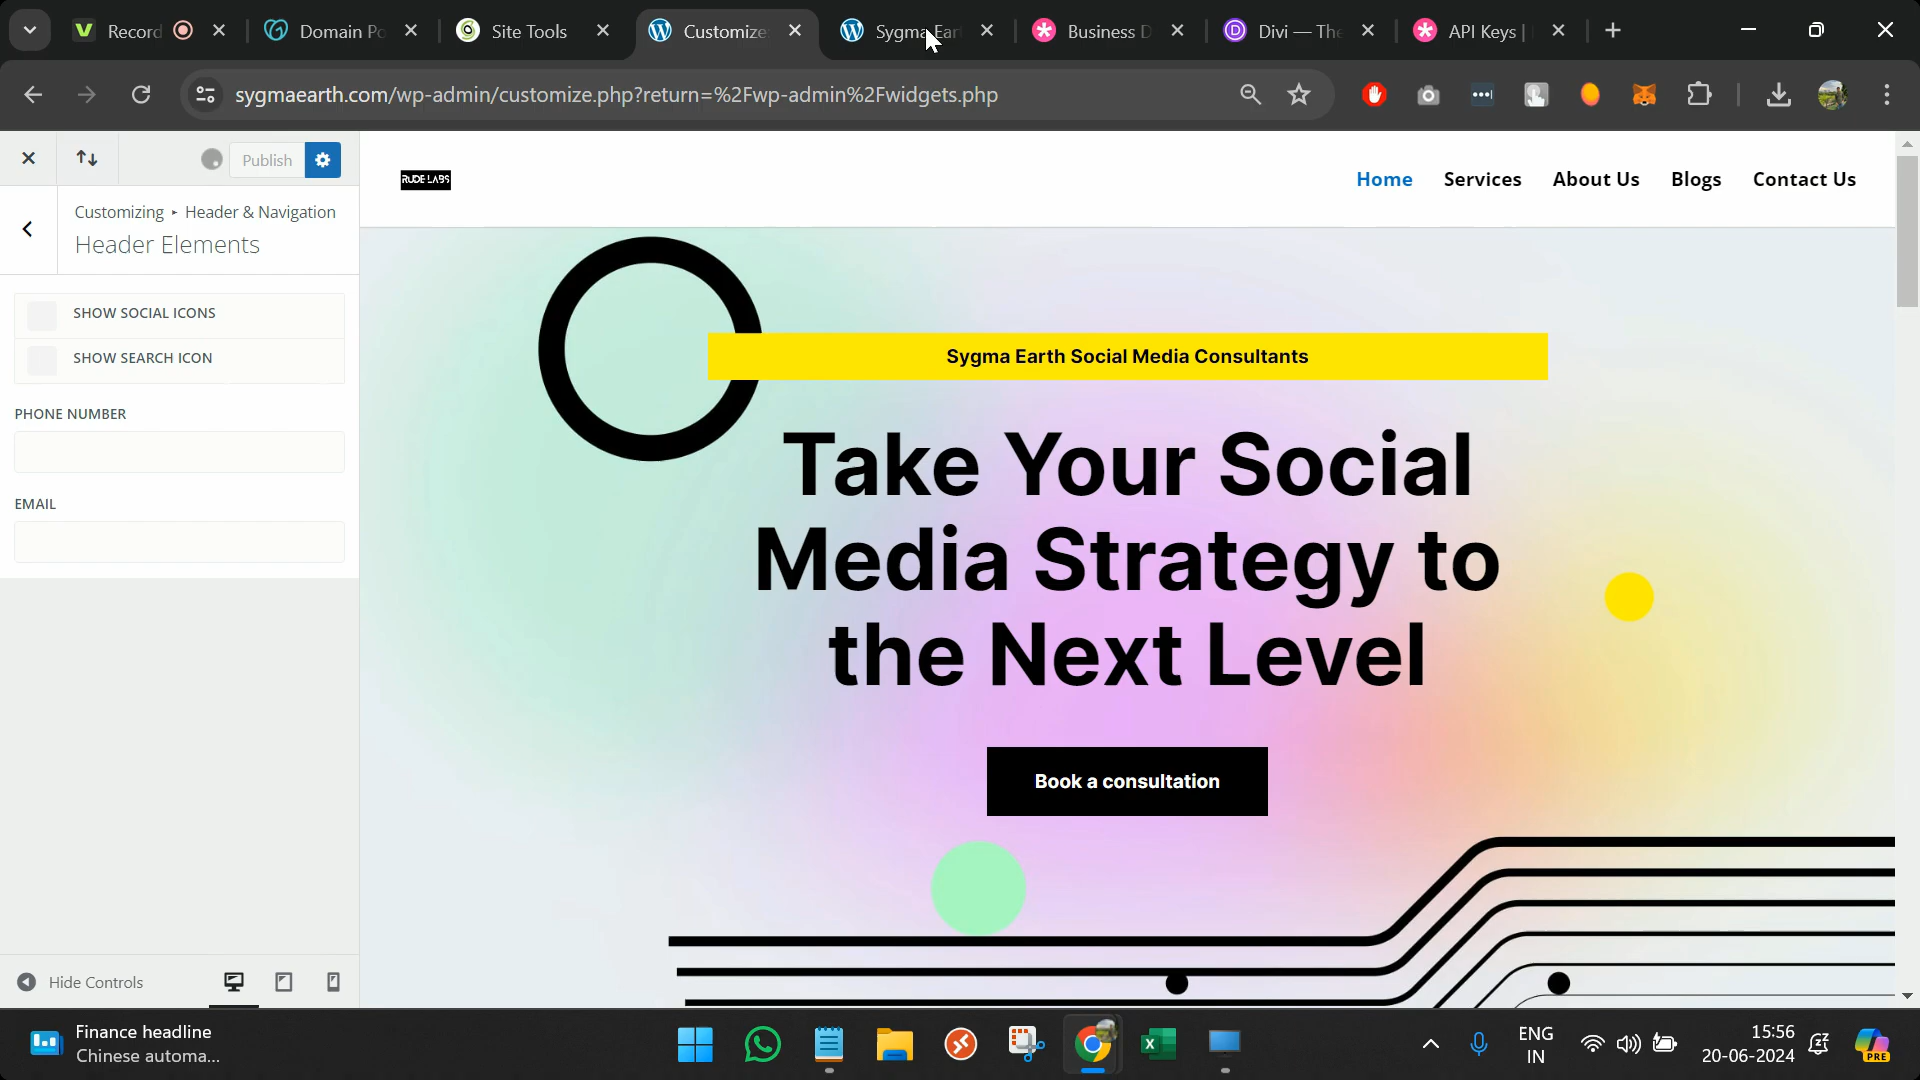 Record
Domain Po
Site Tools
Customize:
Sygma Ear
Business D
Divi — The
API Keys |
sygmaearth.com/wp-admin/customize.php?return=%2Fwp-admin%2Fwidgets.php
Publish
Customizing ▸ Header & Navigation
Header Elements
SHOW SOCIAL ICONS
SHOW SEARCH ICON
PHONE NUMBER
EMAIL
Hide Controls
RUDE LABS
Home
Services
About Us
Blogs
Contact Us
Sygma Earth Social Media Consultants
Take Your Social
Media Strategy to
the Next Level
Book a consultation
Finance headline
Chinese automa...
ENG
IN
15:56
20-06-2024
PRE